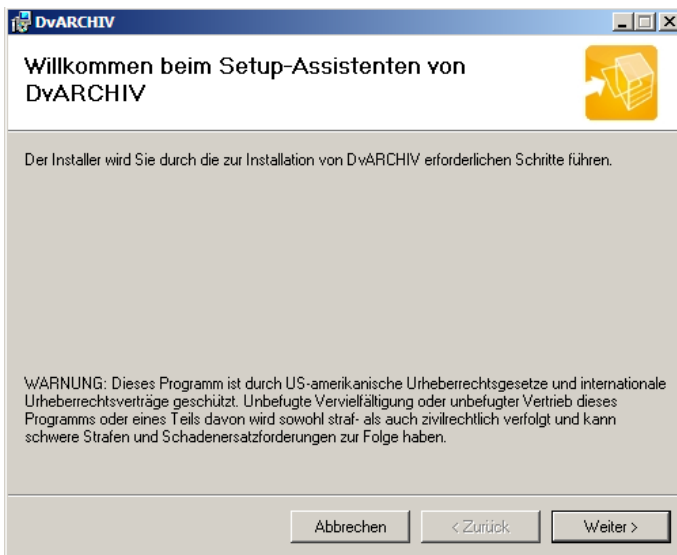 DvARCHIV
Willkommen beim Setup-Assistenten von
DvARCHIV
Der Installer wird Sie durch die zur Installation von DvARCHIV erforderlichen Schritte führen.
WARNUNG: Dieses Programm ist durch US-amerikanische Urheberrechtsgesetze und internationale
Urheberrechtsverträge geschützt. Unbefugte Vervielfältigung oder unbefugter Vertrieb dieses
Programms oder eines Teils davon wird sowohl straf- als auch zivilrechtlich verfolgt und kann
schwere Strafen und Schadenersatzforderungen zur Folge haben.
Abbrechen < Zurück Weiter >